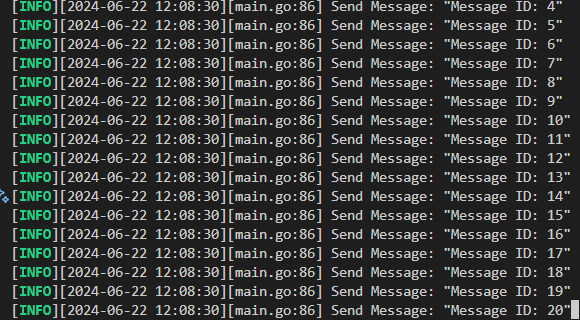 [INFO][2024-06-22 12:08:30][main.go:86] Send Message: "Message ID: 4"
[INFO][2024-06-22 12:08:30][main.go:86] Send Message: "Message ID: 5"
[INFO][2024-06-22 12:08:30][main.go:86] Send Message: "Message ID: 6"
[INFO][2024-06-22 12:08:30][main.go:86] Send Message: "Message ID: 7"
[INFO][2024-06-22 12:08:30][main.go:86] Send Message: "Message ID: 8"
[INFO][2024-06-22 12:08:30][main.go:86] Send Message: "Message ID: 9"
[INFO][2024-06-22 12:08:30][main.go:86] Send Message: "Message ID: 10"
[INFO][2024-06-22 12:08:30][main.go:86] Send Message: "Message ID: 11"
[INFO][2024-06-22 12:08:30][main.go:86] Send Message: "Message ID: 12"
[INFO][2024-06-22 12:08:30][main.go:86] Send Message: "Message ID: 13"
[INFO][2024-06-22 12:08:30][main.go:86] Send Message: "Message ID: 14"
[INFO][2024-06-22 12:08:30][main.go:86] Send Message: "Message ID: 15"
[INFO][2024-06-22 12:08:30][main.go:86] Send Message: "Message ID: 16"
[INFO][2024-06-22 12:08:30][main.go:86] Send Message: "Message ID: 17"
[INFO][2024-06-22 12:08:30][main.go:86] Send Message: "Message ID: 18"
[INFO][2024-06-22 12:08:30][main.go:86] Send Message: "Message ID: 19"
[INFO][2024-06-22 12:08:30][main.go:86] Send Message: "Message ID: 20"